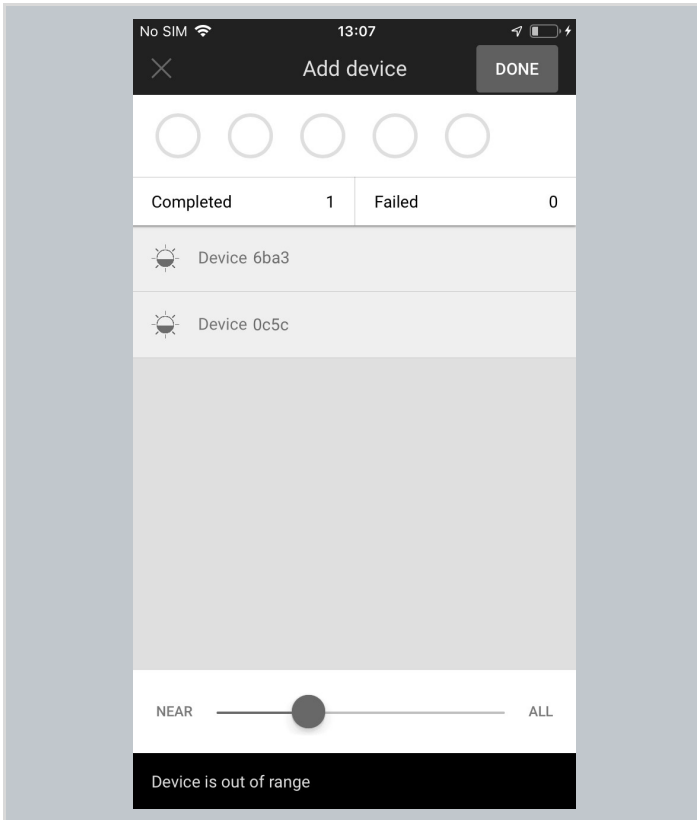 No SIM 13:07
Add device DONE
Completed 1 Failed 0
Device 6ba3
Device 0c5c
NEAR ALL
Device is out of range